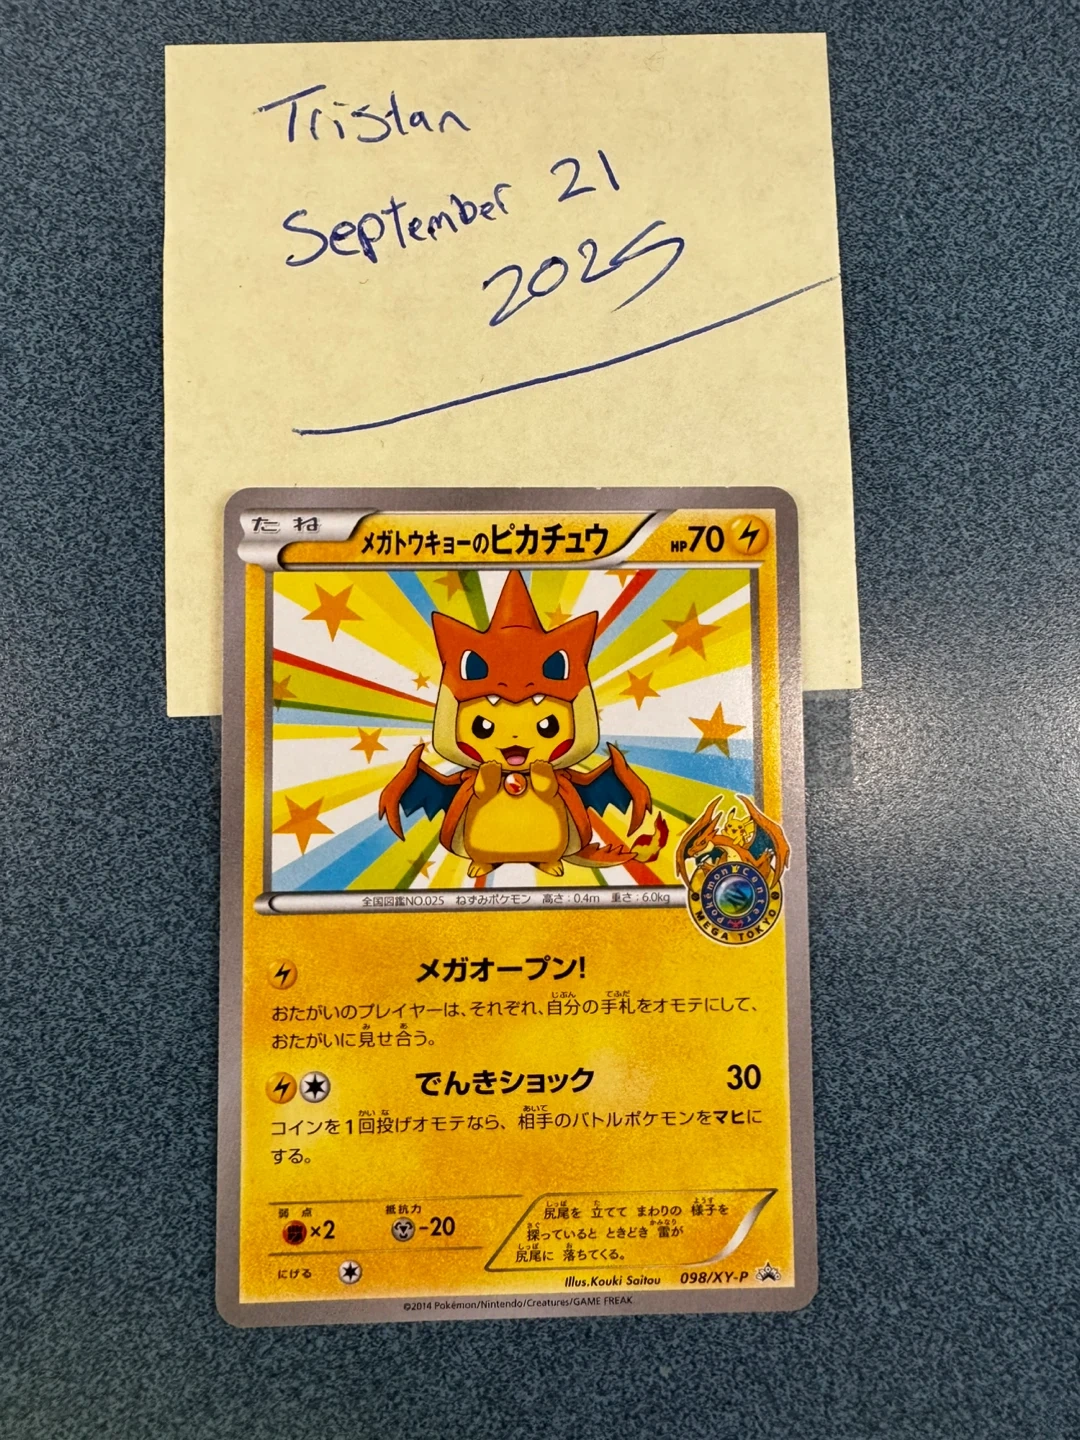 Tristan
September 21
2025
たね
メガトウキョーのピカチュウ
HP70
全国図鑑NO.025 ねずみポケモン 高さ:0.4m 重さ:6.0kg
Pokémon Center
MEGA TOKYO
メガオープン!
おたがいのプレイヤーは、それぞれ、自分の手札をオモテにして、
おたがいに見せ合う。
でんきショック 30
コインを1回投げオモテなら、相手のバトルポケモンをマヒに
する。
弱点 抵抗力
×2 -20
にげる
尻尾を 立てて まわりの 様子を
探っていると ときどき 雷が
尻尾に 落ちてくる。
Illus.Kouki Saitou 098/XY-P
©2014 Pokémon/Nintendo/Creatures/GAME FREAK